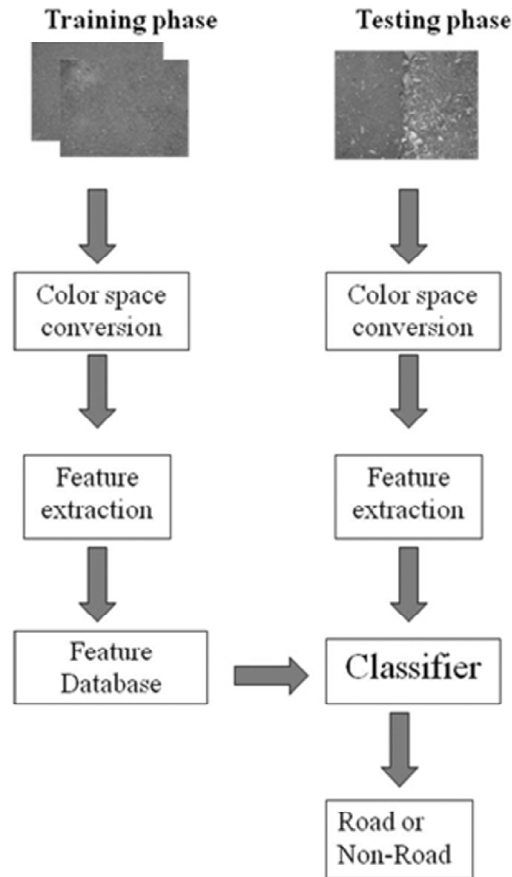 Training phase
Testing phase
Color space
conversion
Color space
conversion
Feature
extraction
Feature
extraction
Feature
Database
Classifier
Road or
Non-Road